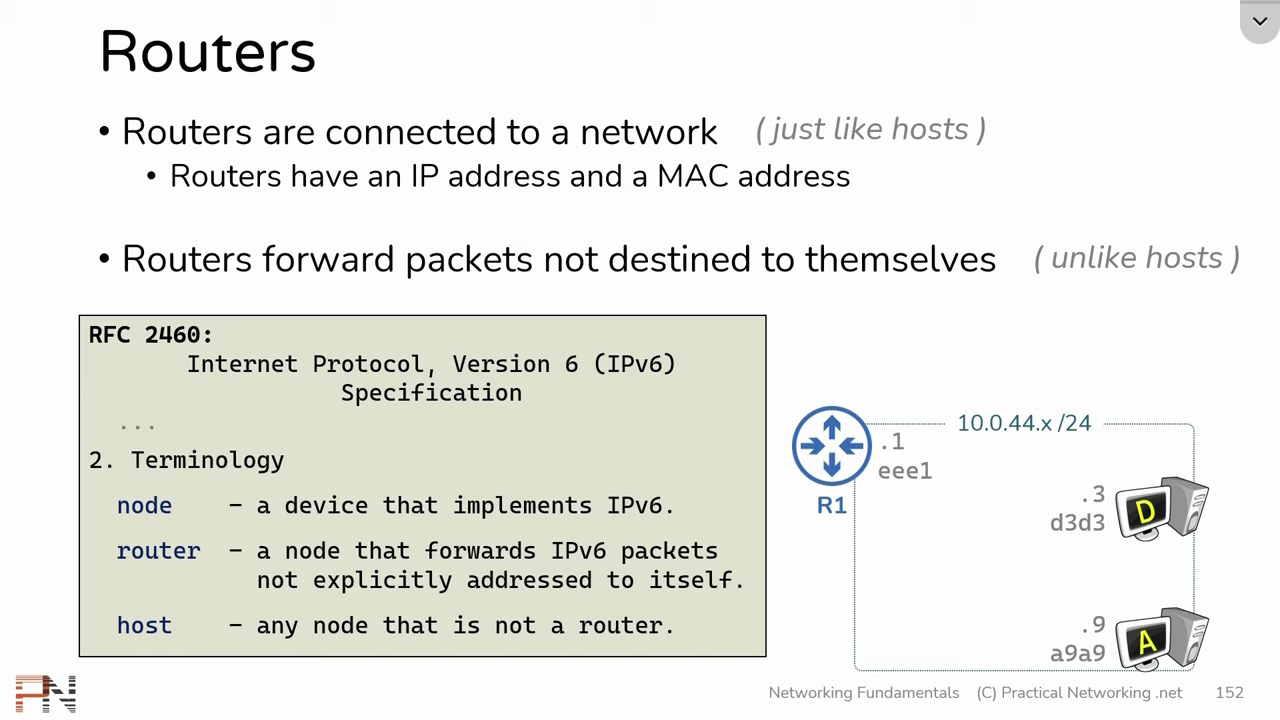 Routers
• Routers are connected to a network ( just like hosts )
• Routers have an IP address and a MAC address
• Routers forward packets not destined to themselves ( unlike hosts )
RFC 2460:
Internet Protocol, Version 6 (IPv6)
Specification
...
2. Terminology
node – a device that implements IPv6.
router – a node that forwards IPv6 packets
not explicitly addressed to itself.
host – any node that is not a router.
10.0.44.x /24
.1
eee1
R1
.3
d3d3
D
.9
a9a9
A
PN
Networking Fundamentals (C) Practical Networking .net 152